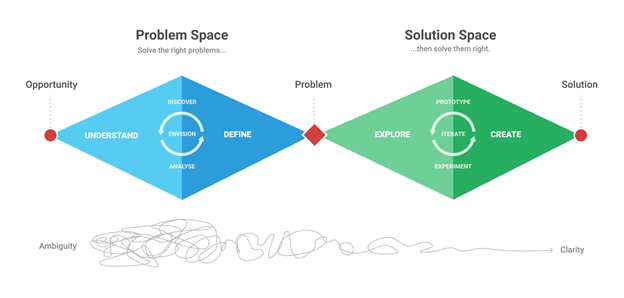 Problem Space
Solve the right problems...
Solution Space
...then solve them right.
Opportunity
Problem
Solution
DISCOVER
UNDERSTAND
ENVISION
DEFINE
ANALYSE
PROTOTYPE
EXPLORE
ITERATE
CREATE
EXPERIMENT
Ambiguity
Clarity